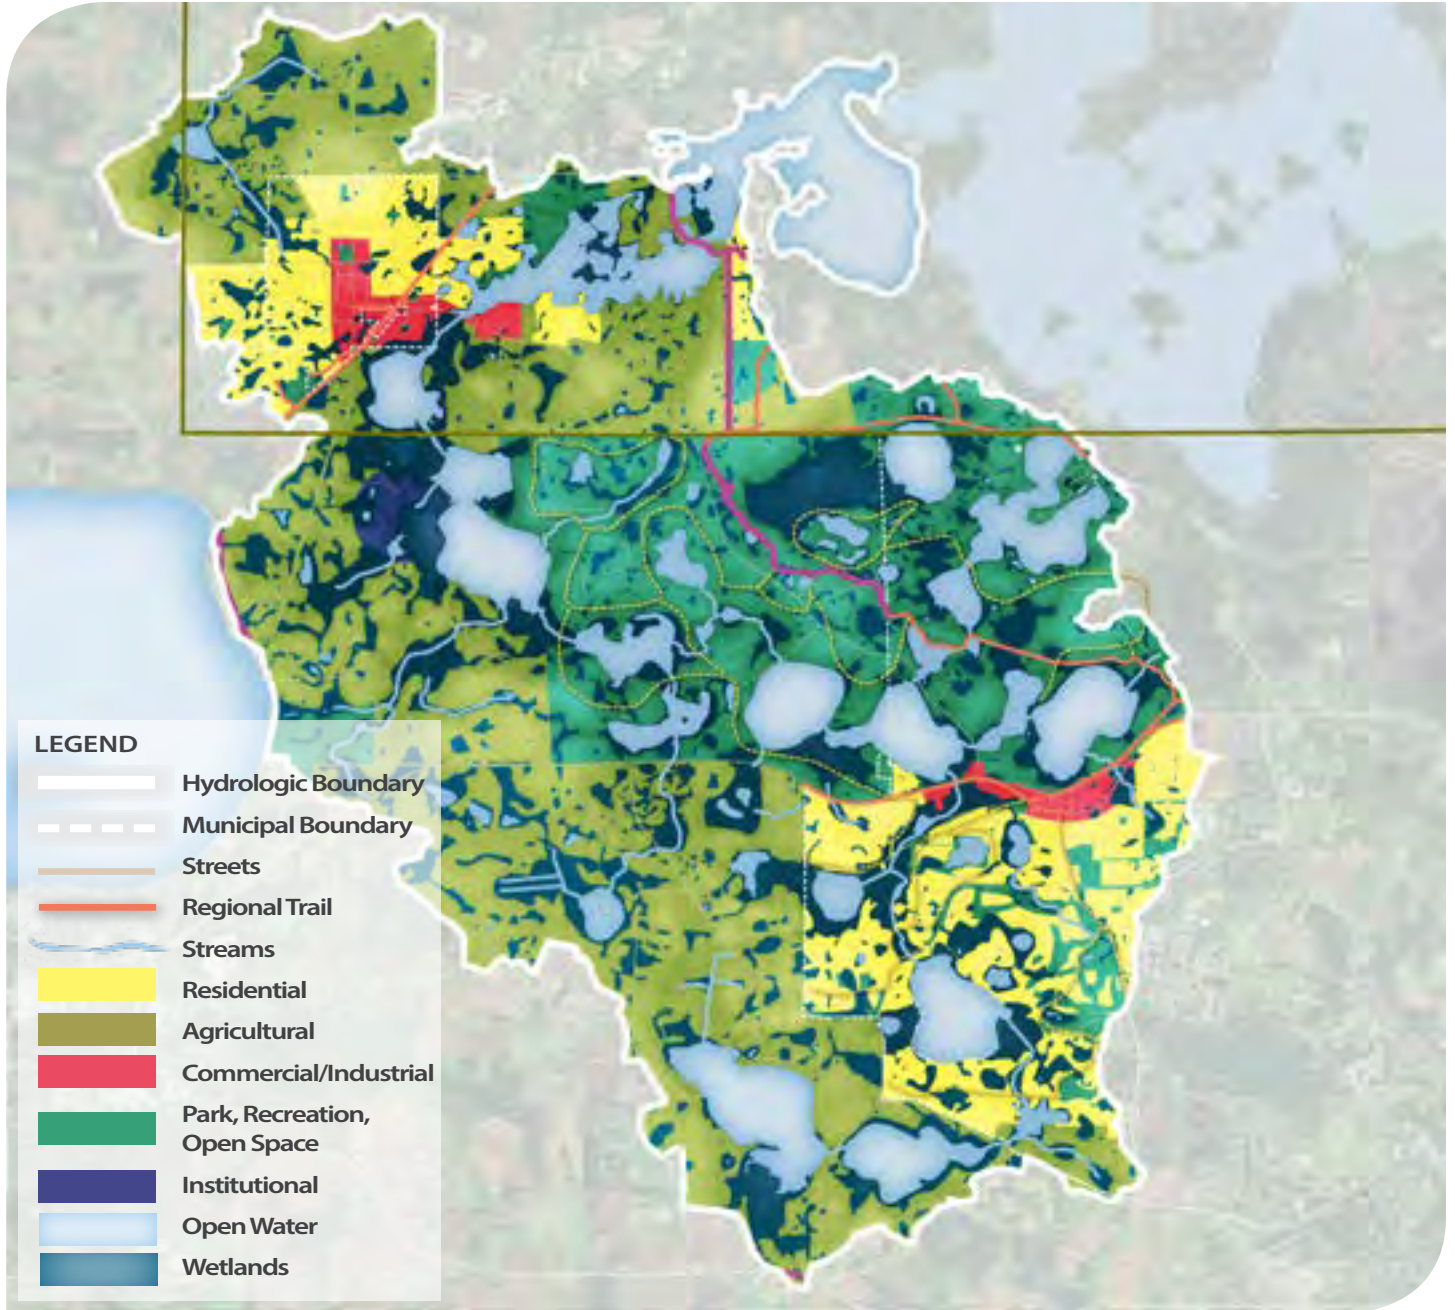 LEGEND
Hydrologic Boundary
Municipal Boundary
Streets
Regional Trail
Streams
Residential
Agricultural
Commercial/Industrial
Park, Recreation,
Open Space
Institutional
Open Water
Wetlands